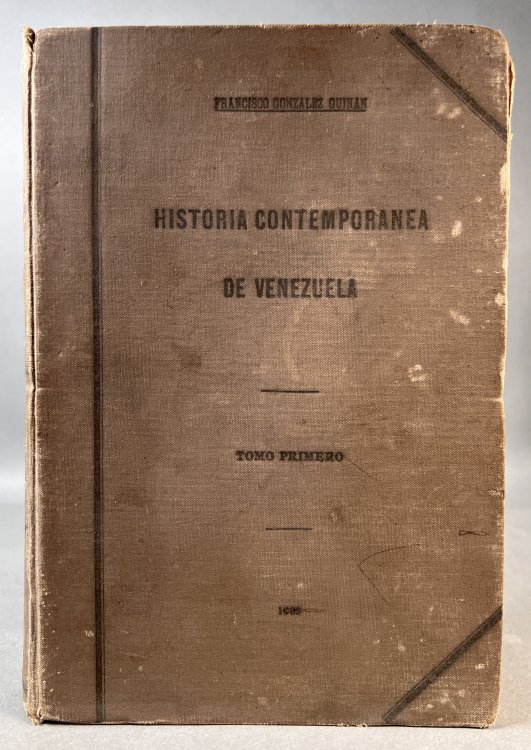 FRANCISCO GONZALEZ GUINAN
HISTORIA CONTEMPORANEA
DE VENEZUELA
TOMO PRIMERO